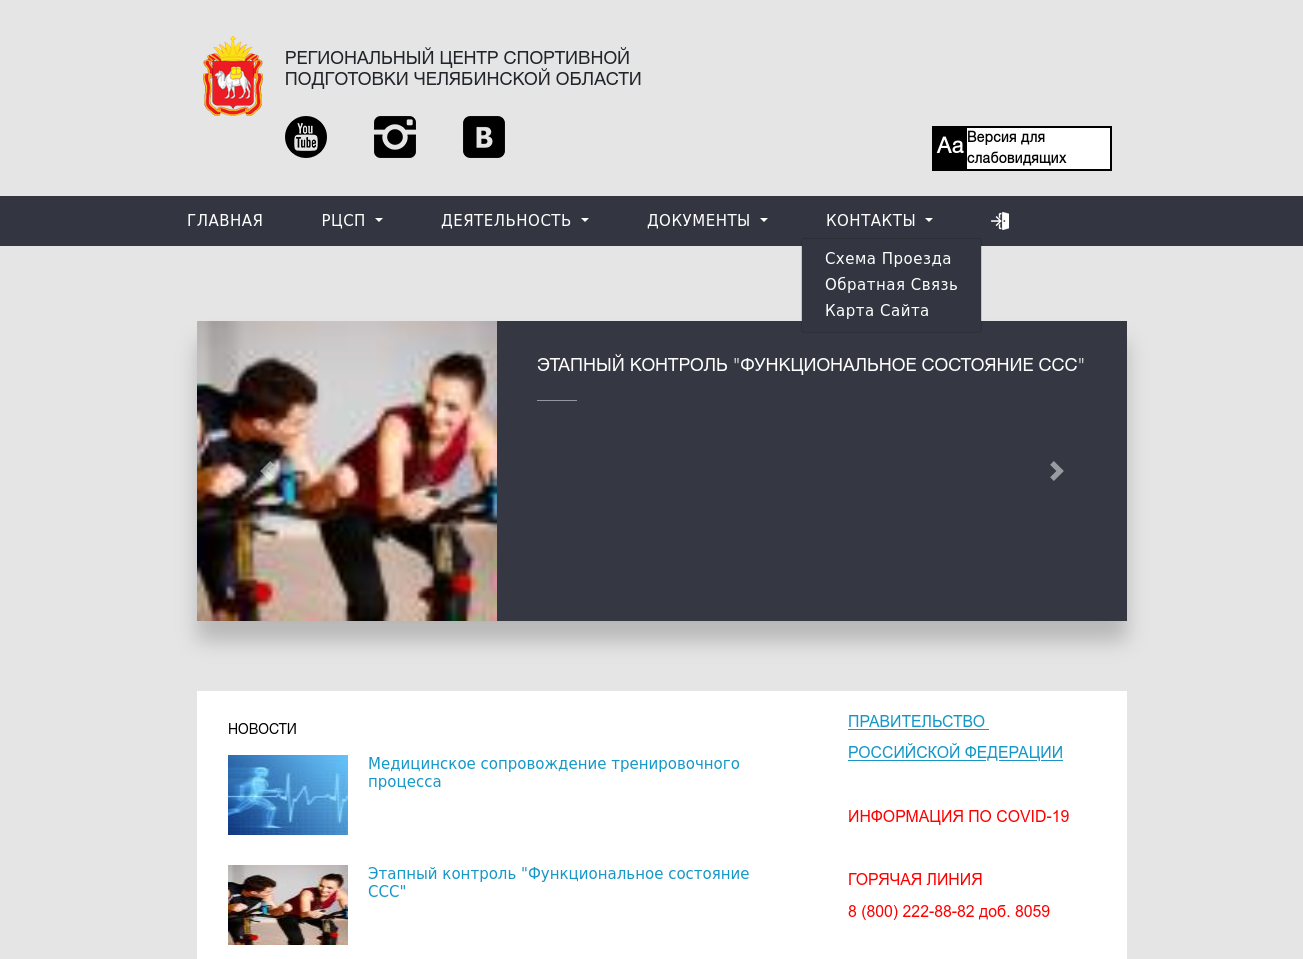 РЕГИОНАЛЬНЫЙ ЦЕНТР СПОРТИВНОЙ
ПОДГОТОВКИ ЧЕЛЯБИНСКОЙ ОБЛАСТИ
You
Tube
В
Aa
Версия для
слабовидящих
ГЛАВНАЯ
РЦСП
ДЕЯТЕЛЬНОСТЬ
ДОКУМЕНТЫ
КОНТАКТЫ
Схема Проезда
Обратная Связь
Карта Сайта
ЭТАПНЫЙ КОНТРОЛЬ "ФУНКЦИОНАЛЬНОЕ СОСТОЯНИЕ ССС"
НОВОСТИ
Медицинское сопровождение тренировочного
процесса
Этапный контроль "Функциональное состояние
ССС"
ПРАВИТЕЛЬСТВО
РОССИЙСКОЙ ФЕДЕРАЦИИ
ИНФОРМАЦИЯ ПО COVID-19
ГОРЯЧАЯ ЛИНИЯ
8 (800) 222-88-82 доб. 8059